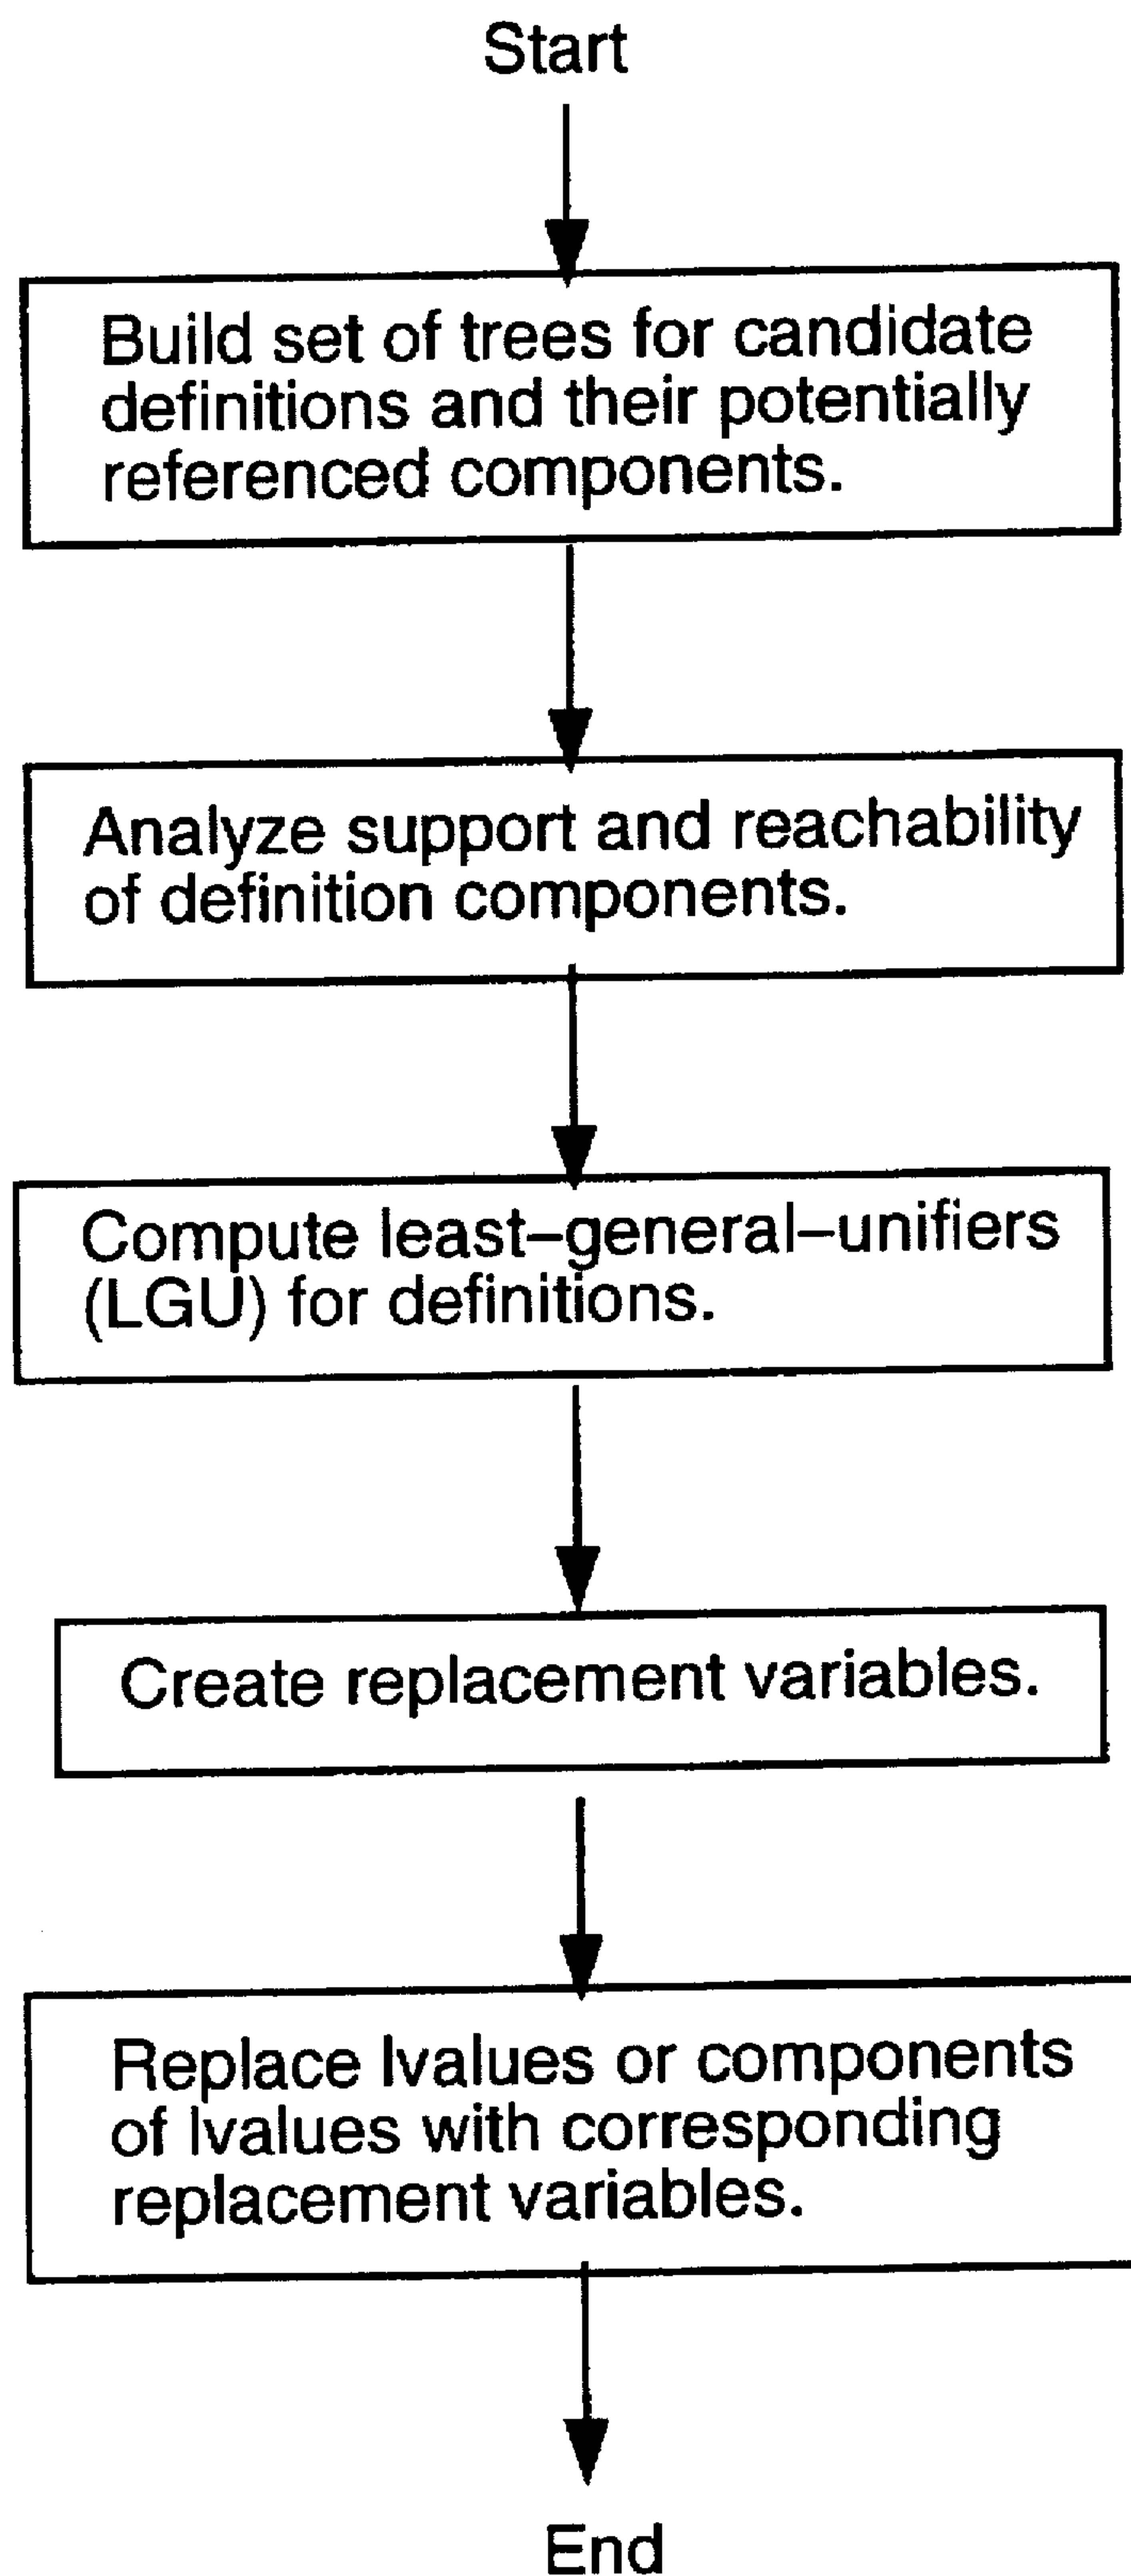 Start
Build set of trees for candidate
definitions and their potentially
referenced components.
Analyze support and reachability
of definition components.
Compute least–general–unifiers
(LGU) for definitions.
Create replacement variables.
Replace lvalues or components
of lvalues with corresponding
replacement variables.
End